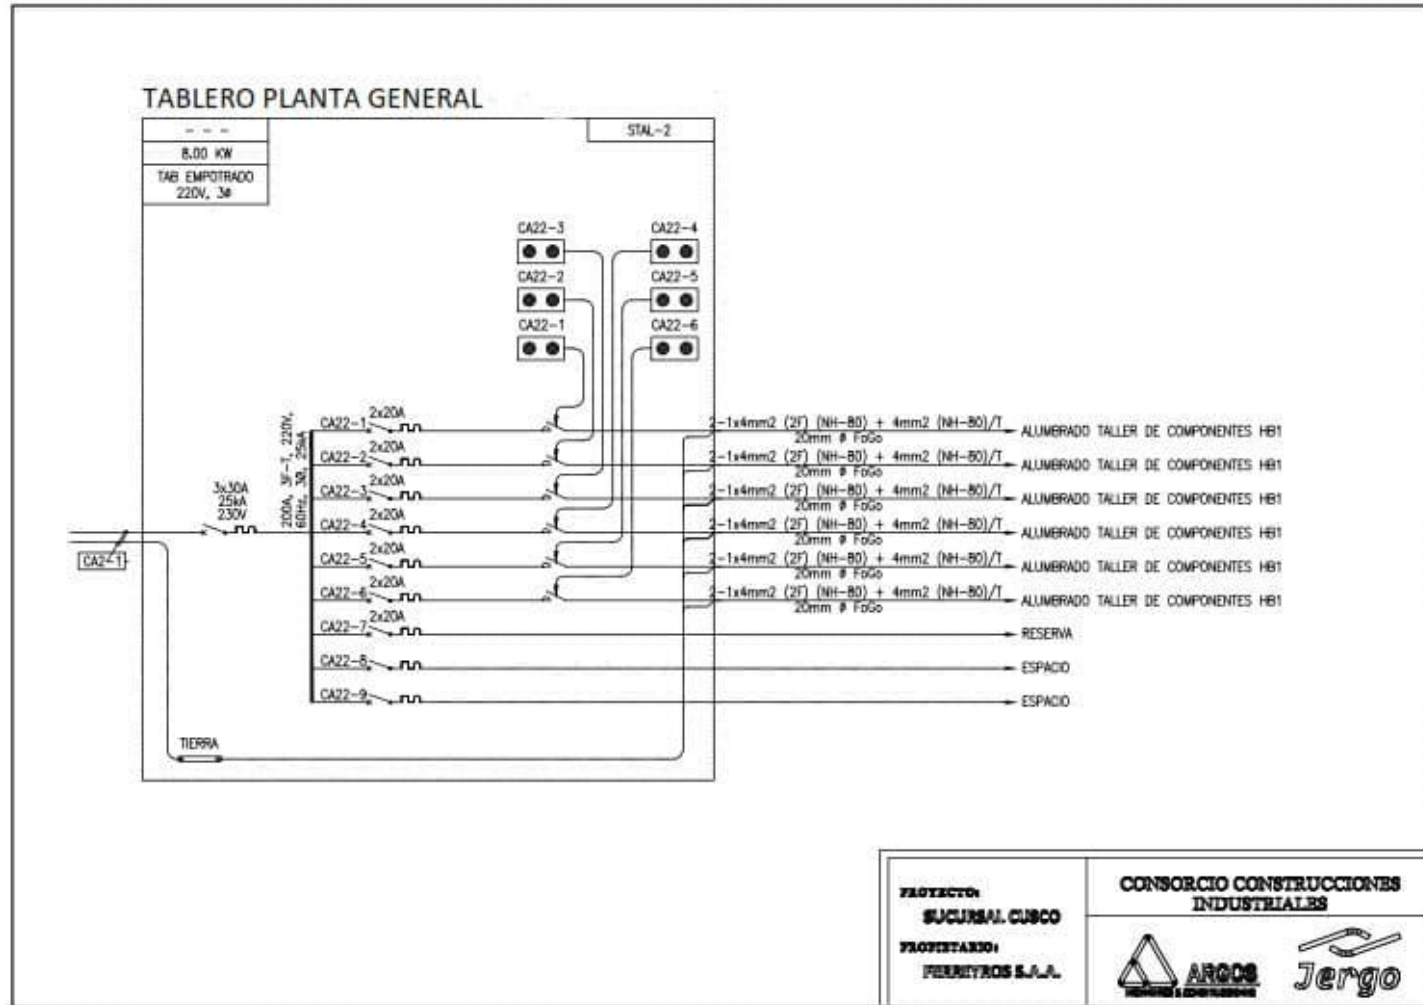 TABLERO PLANTA GENERAL
- - -
8.00 KW
TAB EMPOTRADO
220V, 3Ø
STAL-2
CA22-3
CA22-4
CA22-2
CA22-5
CA22-1
CA22-6
200A, 3F-T, 220V,
60Hz, 3Ø, 25kA
3x30A
25kA
230V
CA2-1
CA22-1
2x20A
2-1x4mm2 (2F) (NH-80) + 4mm2 (NH-80)/T
20mm Ø FoGo
ALUMBRADO TALLER DE COMPONENTES HB1
CA22-2
2x20A
2-1x4mm2 (2F) (NH-80) + 4mm2 (NH-80)/T
20mm Ø FoGo
ALUMBRADO TALLER DE COMPONENTES HB1
CA22-3
2x20A
2-1x4mm2 (2F) (NH-80) + 4mm2 (NH-80)/T
20mm Ø FoGo
ALUMBRADO TALLER DE COMPONENTES HB1
CA22-4
2x20A
2-1x4mm2 (2F) (NH-80) + 4mm2 (NH-80)/T
20mm Ø FoGo
ALUMBRADO TALLER DE COMPONENTES HB1
CA22-5
2x20A
2-1x4mm2 (2F) (NH-80) + 4mm2 (NH-80)/T
20mm Ø FoGo
ALUMBRADO TALLER DE COMPONENTES HB1
CA22-6
2x20A
2-1x4mm2 (2F) (NH-80) + 4mm2 (NH-80)/T
20mm Ø FoGo
ALUMBRADO TALLER DE COMPONENTES HB1
CA22-7
2x20A
RESERVA
CA22-8
ESPACIO
CA22-9
ESPACIO
TIERRA
PROYECTO:
SUCURSAL CUSCO
PROPIETARIO:
FERREYROS S.A.A.
CONSORCIO CONSTRUCCIONES
INDUSTRIALES
ARGOS
Jergo